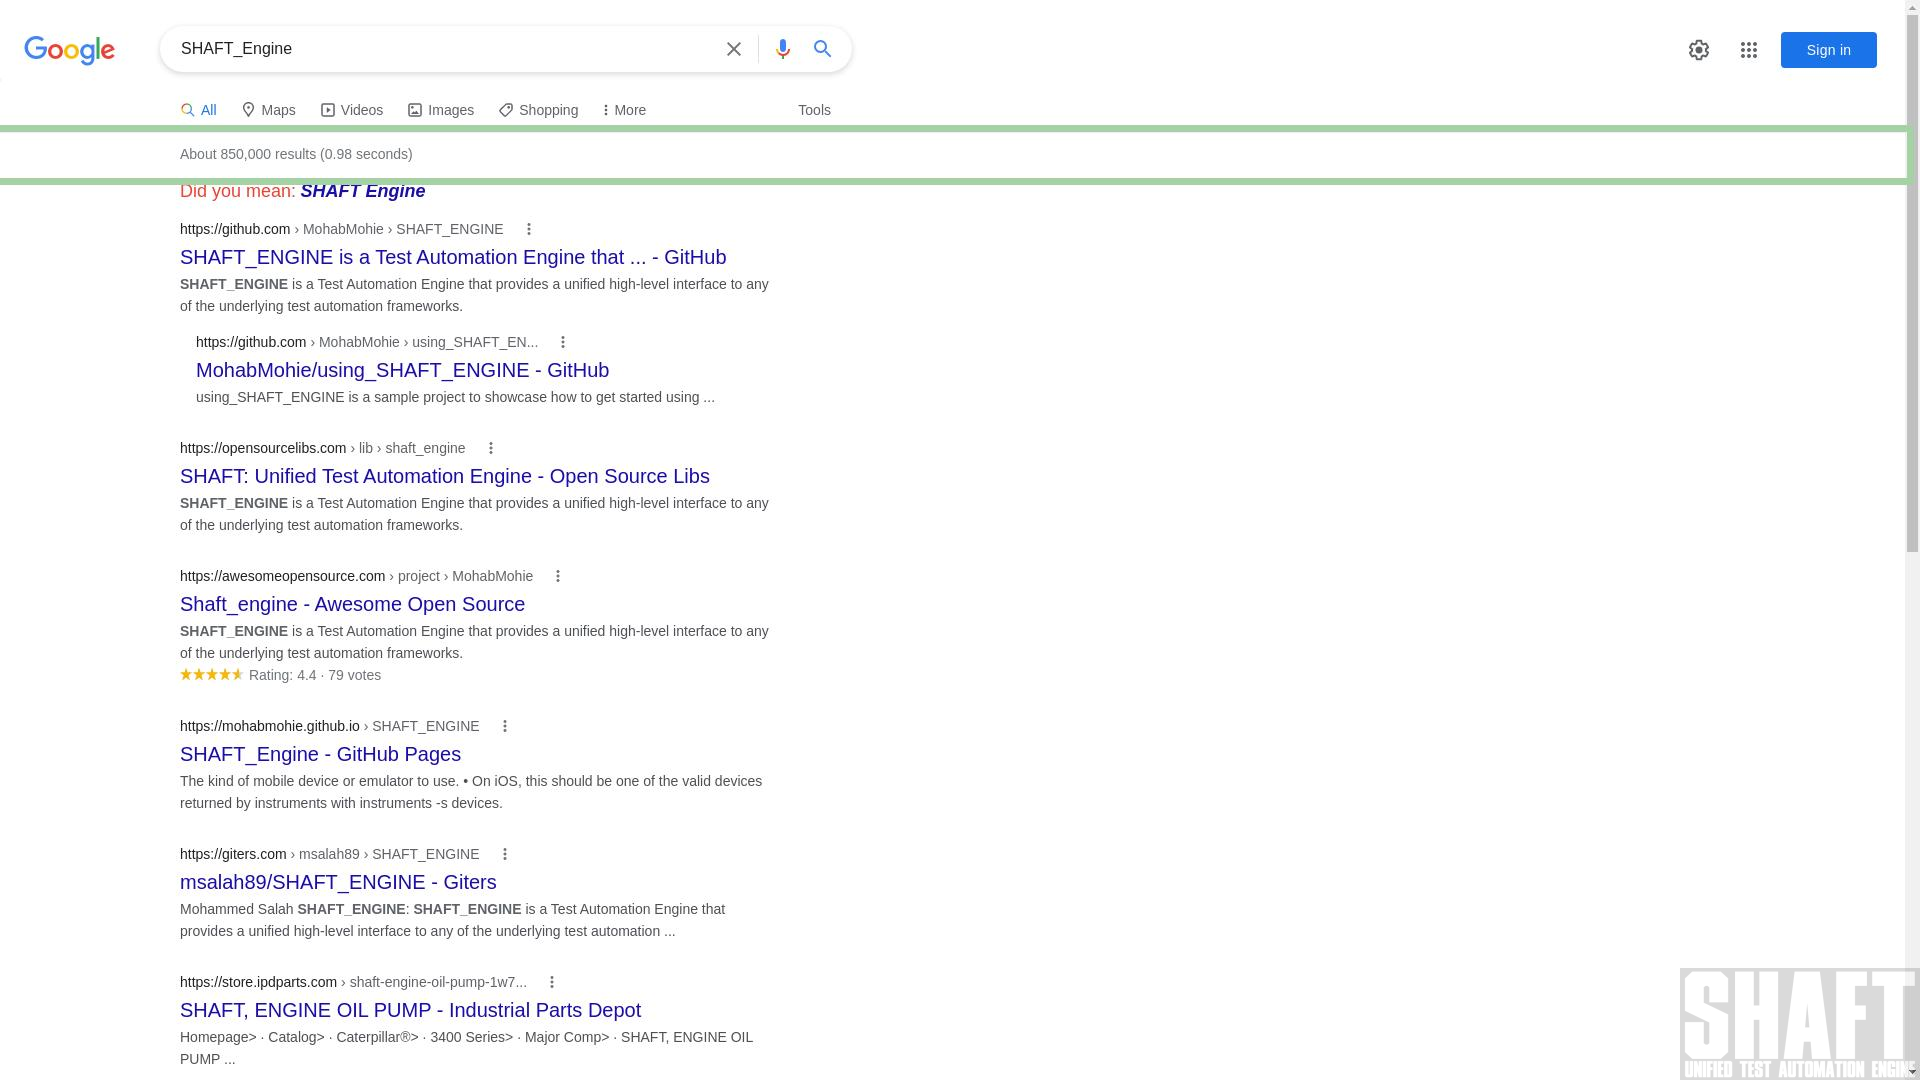 Google
SHAFT_Engine
Sign in
All Maps Videos Images Shopping More Tools
About 850,000 results (0.98 seconds)
Did you mean: SHAFT Engine
https://github.com › MohabMohie › SHAFT_ENGINE
SHAFT_ENGINE is a Test Automation Engine that ... - GitHub
SHAFT_ENGINE is a Test Automation Engine that provides a unified high-level interface to any
of the underlying test automation frameworks.
https://github.com › MohabMohie › using_SHAFT_EN...
MohabMohie/using_SHAFT_ENGINE - GitHub
using_SHAFT_ENGINE is a sample project to showcase how to get started using ...
https://opensourcelibs.com › lib › shaft_engine
SHAFT: Unified Test Automation Engine - Open Source Libs
SHAFT_ENGINE is a Test Automation Engine that provides a unified high-level interface to any
of the underlying test automation frameworks.
https://awesomeopensource.com › project › MohabMohie
Shaft_engine - Awesome Open Source
SHAFT_ENGINE is a Test Automation Engine that provides a unified high-level interface to any
of the underlying test automation frameworks.
Rating: 4.4 · 79 votes
https://mohabmohie.github.io › SHAFT_ENGINE
SHAFT_Engine - GitHub Pages
The kind of mobile device or emulator to use. • On iOS, this should be one of the valid devices
returned by instruments with instruments -s devices.
https://giters.com › msalah89 › SHAFT_ENGINE
msalah89/SHAFT_ENGINE - Giters
Mohammed Salah SHAFT_ENGINE: SHAFT_ENGINE is a Test Automation Engine that
provides a unified high-level interface to any of the underlying test automation ...
https://store.ipdparts.com › shaft-engine-oil-pump-1w7...
SHAFT, ENGINE OIL PUMP - Industrial Parts Depot
Homepage> · Catalog> · Caterpillar®> · 3400 Series> · Major Comp> · SHAFT, ENGINE OIL
PUMP ...
SHAFT
UNIFIED TEST AUTOMATION ENGINE